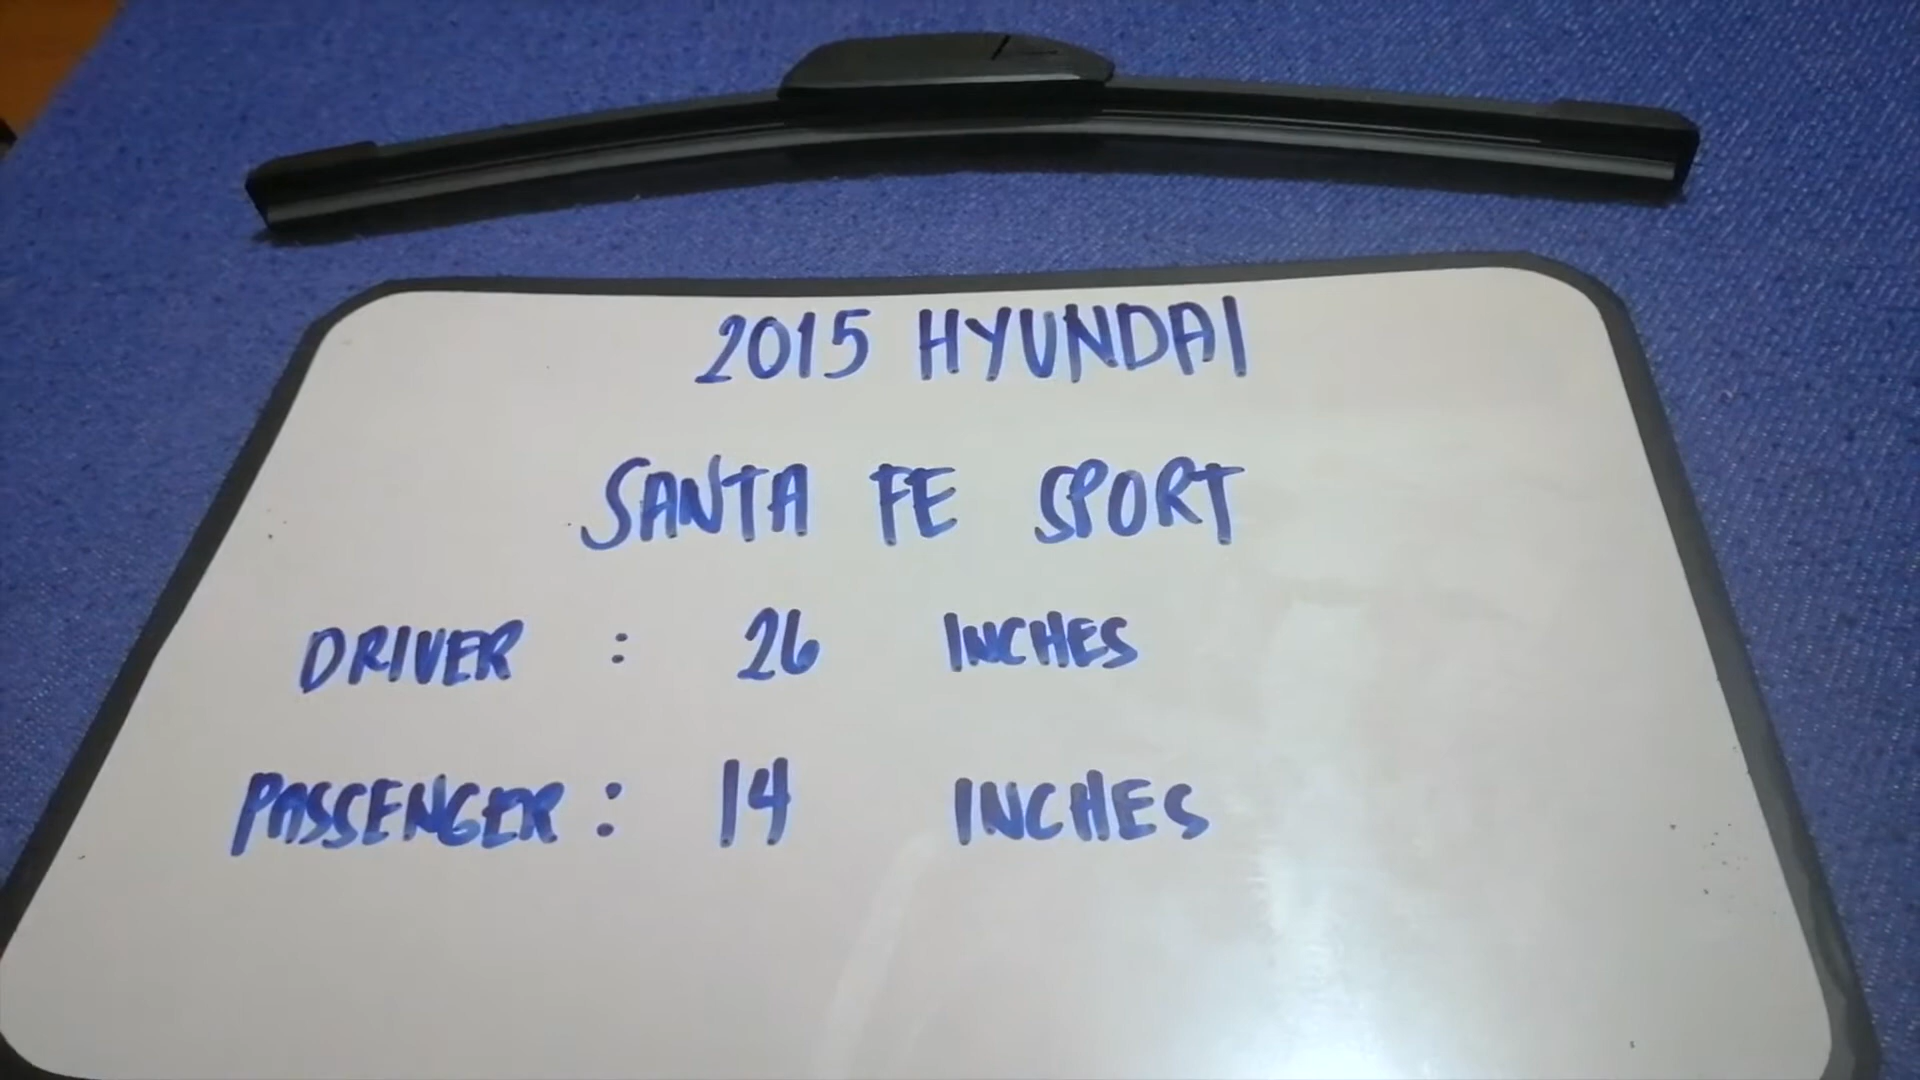 2015 HYUNDAI
SANTA FE SPORT
DRIVER : 26 INCHES
PASSENGER : 14 INCHES